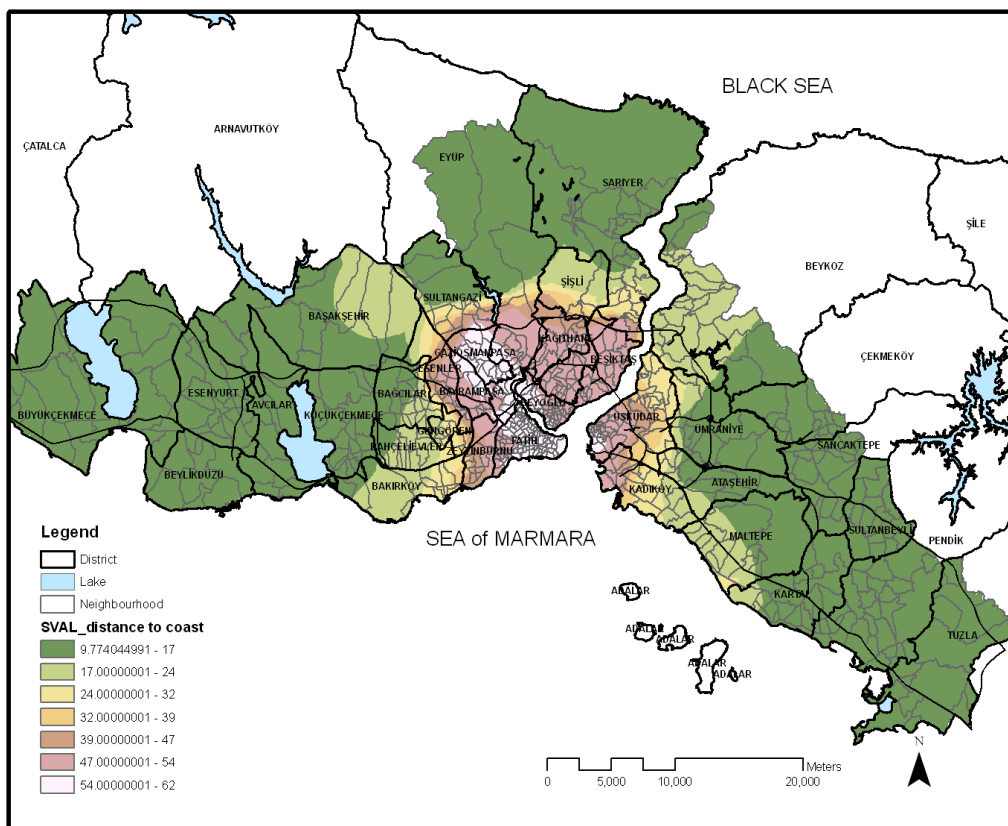 BLACK SEA
ARNAVUTKÖY
ÇATALCA
EYÜP
SARIYER
ŞİLE
BEYKOZ
ŞİŞLİ
SULTANGAZİ
BAŞAKŞEHİR
KAĞITHANE
GAZİOSMANPAŞA
ÇEKMEKÖY
BEŞİKTAŞ
ESENLER
BAYRAMPAŞA
BAĞCILAR
ESENYURT
AVCILAR
BEYOĞLU
BÜYÜKÇEKMECE
KÜÇÜKÇEKMECE
ÜSKÜDAR
ÜMRANİYE
GÜNGÖREN
FATİH
SANCAKTEPE
BAHÇELİEVLER
ZEYTİNBURNU
BEYLİKDÜZÜ
BAKIRKÖY
KADIKÖY
ATAŞEHİR
SULTANBEYLİ
MALTEPE
PENDİK
SEA of MARMARA
KARTAL
ADALAR
ADALAR
ADALAR
ADALAR
ADALAR
TUZLA
Legend
District
Lake
Neighbourhood
SVAL_distance to coast
9.774044991 - 17
17.00000001 - 24
24.00000001 - 32
32.00000001 - 39
39.00000001 - 47
47.00000001 - 54
54.00000001 - 62
N
Meters
0 5,000 10,000 20,000